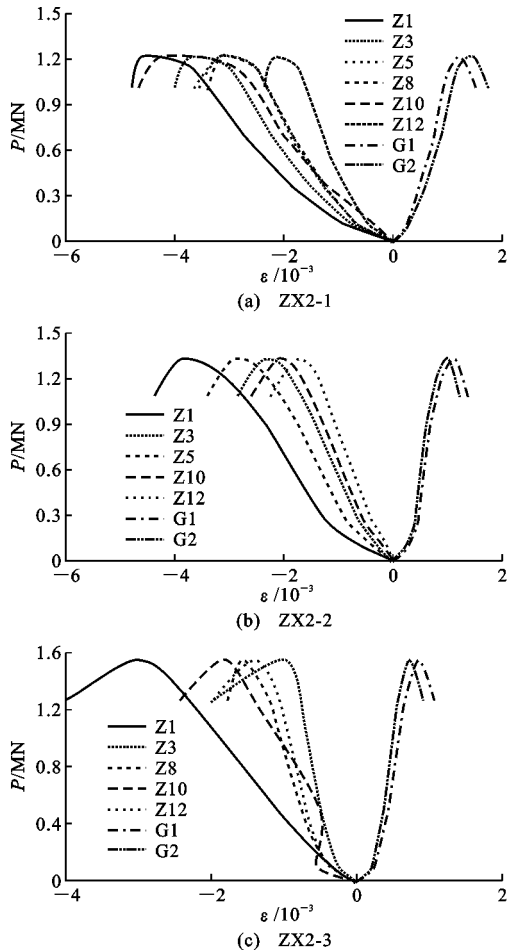 P/MN
1.5
1.2
0.9
0.6
0.3
0
Z1
Z3
Z5
Z8
Z10
Z12
G1
G2
−6 −4 −2 0 2
ε /10⁻³
(a) ZX2-1
P/MN
1.5
1.2
0.9
0.6
0.3
0
Z1
Z3
Z5
Z10
Z12
G1
G2
−6 −4 −2 0 2
ε /10⁻³
(b) ZX2-2
P/MN
1.6
1.2
0.8
0.4
0
Z1
Z3
Z8
Z10
Z12
G1
G2
−4 −2 0 2
ε /10⁻³
(c) ZX2-3